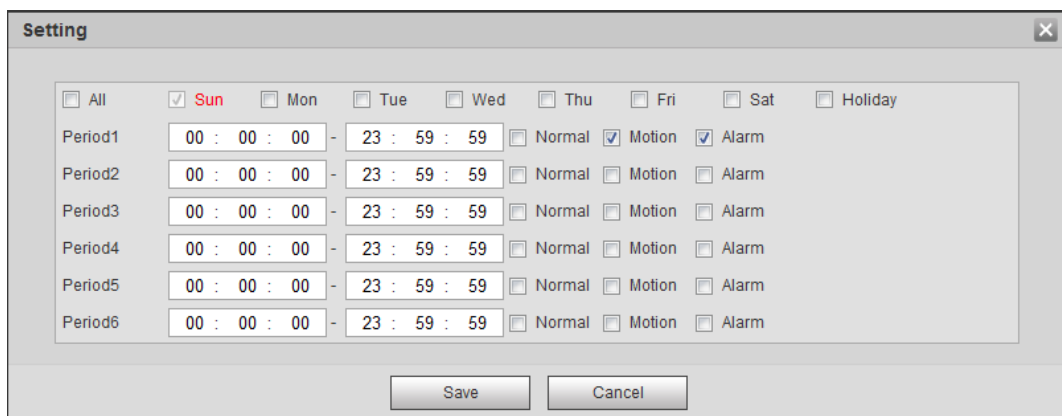 Setting
All Sun Mon Tue Wed Thu Fri Sat Holiday
Period1 00 : 00 : 00 - 23 : 59 : 59 Normal Motion Alarm
Period2 00 : 00 : 00 - 23 : 59 : 59 Normal Motion Alarm
Period3 00 : 00 : 00 - 23 : 59 : 59 Normal Motion Alarm
Period4 00 : 00 : 00 - 23 : 59 : 59 Normal Motion Alarm
Period5 00 : 00 : 00 - 23 : 59 : 59 Normal Motion Alarm
Period6 00 : 00 : 00 - 23 : 59 : 59 Normal Motion Alarm
Save Cancel